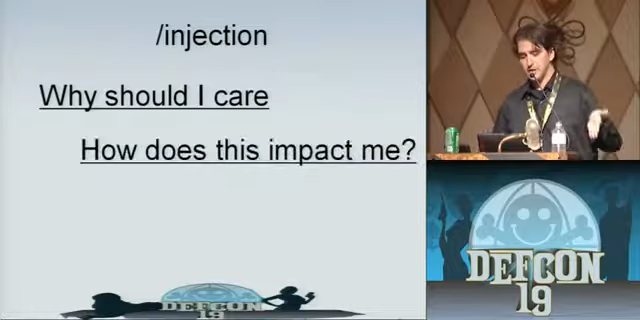 /injection
Why should I care
How does this impact me?
DEFCON
19
DEFCON
19